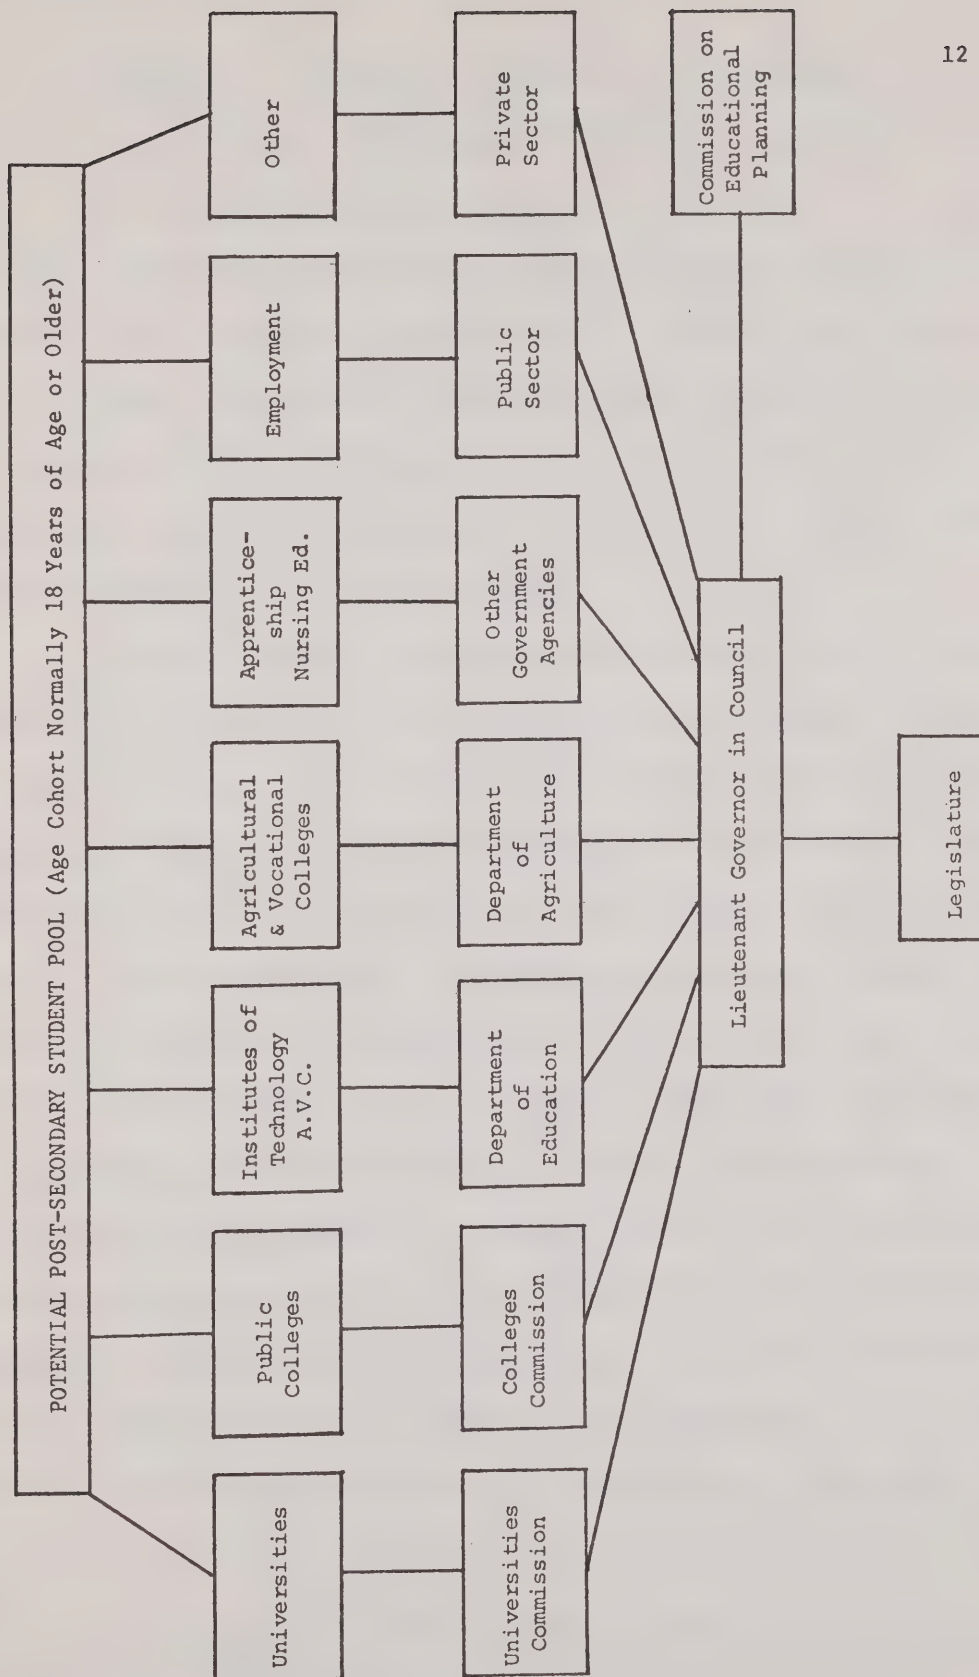 12
POTENTIAL POST-SECONDARY STUDENT POOL (Age Cohort Normally 18 Years of Age or Older)
Universities
Public
Colleges
Institutes of
Technology
A.V.C.
Agricultural
& Vocational
Colleges
Apprentice-
ship
Nursing Ed.
Employment
Other
Universities
Commission
Colleges
Commission
Department
of
Education
Department
of
Agriculture
Other
Government
Agencies
Public
Sector
Private
Sector
Lieutenant Governor in Council
Commission on
Educational
Planning
Legislature